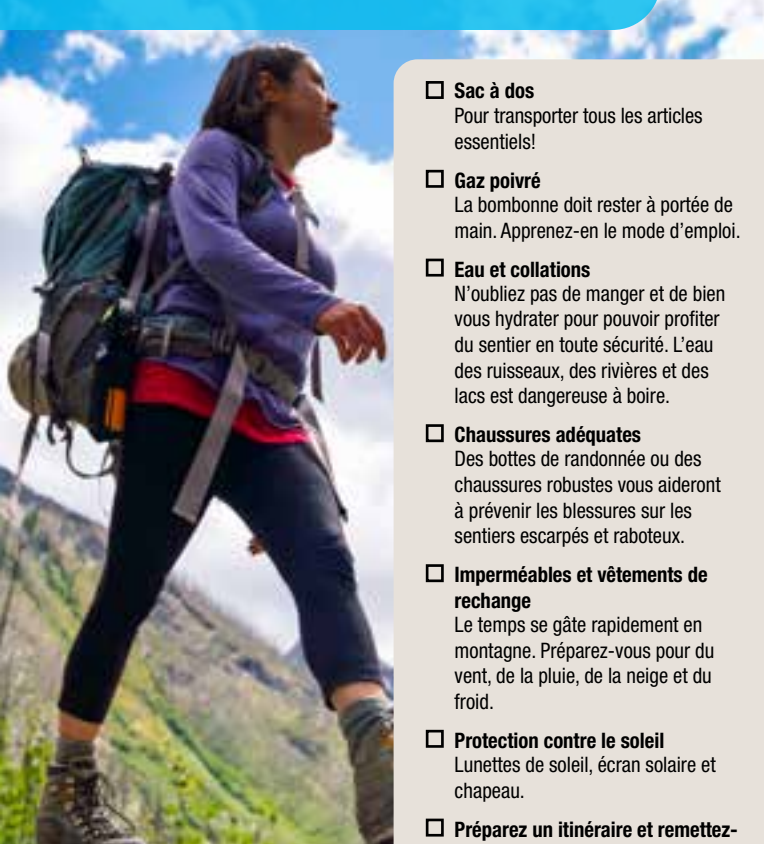 Sac à dos
Pour transporter tous les articles
essentiels!
Gaz poivré
La bombonne doit rester à portée de
main. Apprenez-en le mode d'emploi.
Eau et collations
N'oubliez pas de manger et de bien
vous hydrater pour pouvoir profiter
du sentier en toute sécurité. L'eau
des ruisseaux, des rivières et des
lacs est dangereuse à boire.
Chaussures adéquates
Des bottes de randonnée ou des
chaussures robustes vous aideront
à prévenir les blessures sur les
sentiers escarpés et raboteux.
Imperméables et vêtements de
rechange
Le temps se gâte rapidement en
montagne. Préparez-vous pour du
vent, de la pluie, de la neige et du
froid.
Protection contre le soleil
Lunettes de soleil, écran solaire et
chapeau.
Préparez un itinéraire et remettez-